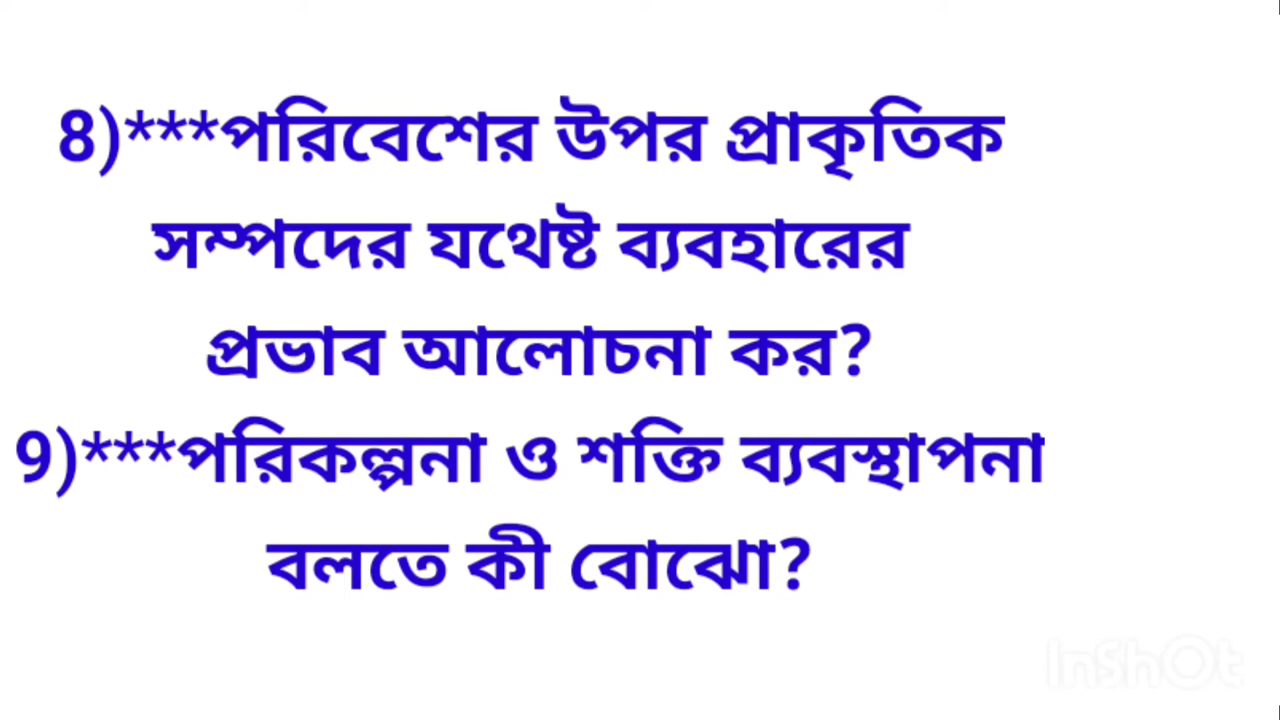 8)***পরিবেশের উপর প্রাকৃতিক
সম্পদের যথেষ্ট ব্যবহারের
প্রভাব আলোচনা কর?
9)***পরিকল্পনা ও শক্তি ব্যবস্থাপনা
বলতে কী বোঝো?
InShOt